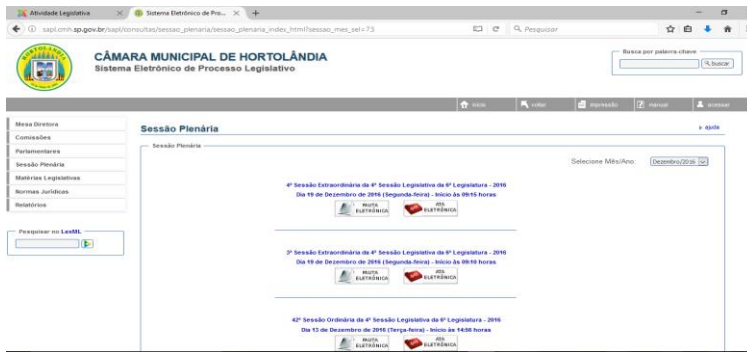 Atividade Legislativa
Sistema Eletrônico de Pro...
sapl.cmh.sp.gov.br/sapl/consultas/sessao_plenaria/sessao_plenaria_index_html?sessao_mes_sel=73
Pesquisar
CÂMARA MUNICIPAL DE HORTOLÂNDIA
Sistema Eletrônico de Processo Legislativo
Busca por palavra-chave
buscar
início
voltar
impressão
manual
acessar
Mesa Diretora
Comissões
Parlamentares
Sessão Plenária
Matérias Legislativas
Normas Jurídicas
Relatórios
Pesquisar no LexML
Sessão Plenária
ajuda
Sessão Plenária
Selecione Mês/Ano:
Dezembro/2016
4ª Sessão Extraordinária da 4ª Sessão Legislativa da 6ª Legislatura - 2016
Dia 19 de Dezembro de 2016 (Segunda-feira) - Início às 09:15 horas
PAUTA ELETRÔNICA
ATA ELETRÔNICA
3ª Sessão Extraordinária da 4ª Sessão Legislativa da 6ª Legislatura - 2016
Dia 19 de Dezembro de 2016 (Segunda-feira) - Início às 09:10 horas
PAUTA ELETRÔNICA
ATA ELETRÔNICA
42ª Sessão Ordinária da 4ª Sessão Legislativa da 6ª Legislatura - 2016
Dia 13 de Dezembro de 2016 (Terça-feira) - Início às 14:58 horas
PAUTA ELETRÔNICA
ATA ELETRÔNICA